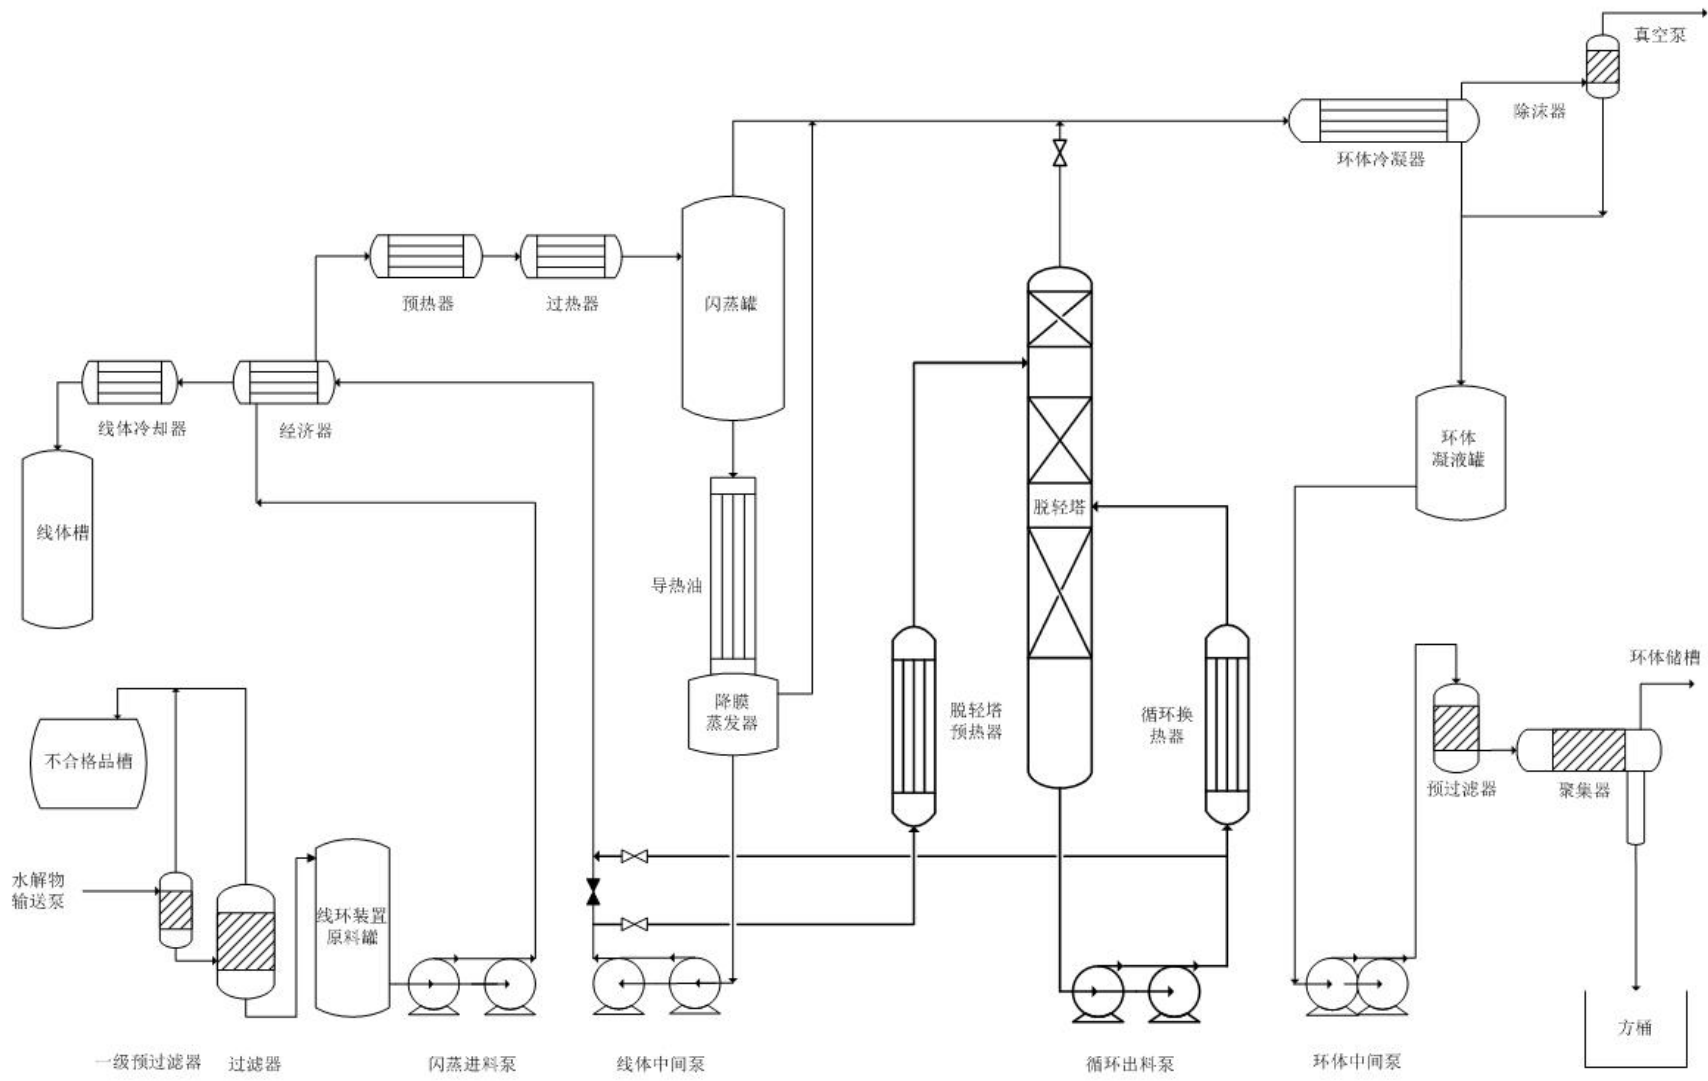 真空泵
除沫器
环体冷凝器
预热器
过热器
闪蒸罐
线体冷却器
经济器
环体
凝液罐
线体槽
脱轻塔
导热油
环体储槽
降膜
蒸发器
脱轻塔
预热器
循环换
热器
不合格品槽
预过滤器
聚集器
水解物
输送泵
线环装置
原料罐
方桶
一级预过滤器
过滤器
闪蒸进料泵
线体中间泵
循环出料泵
环体中间泵